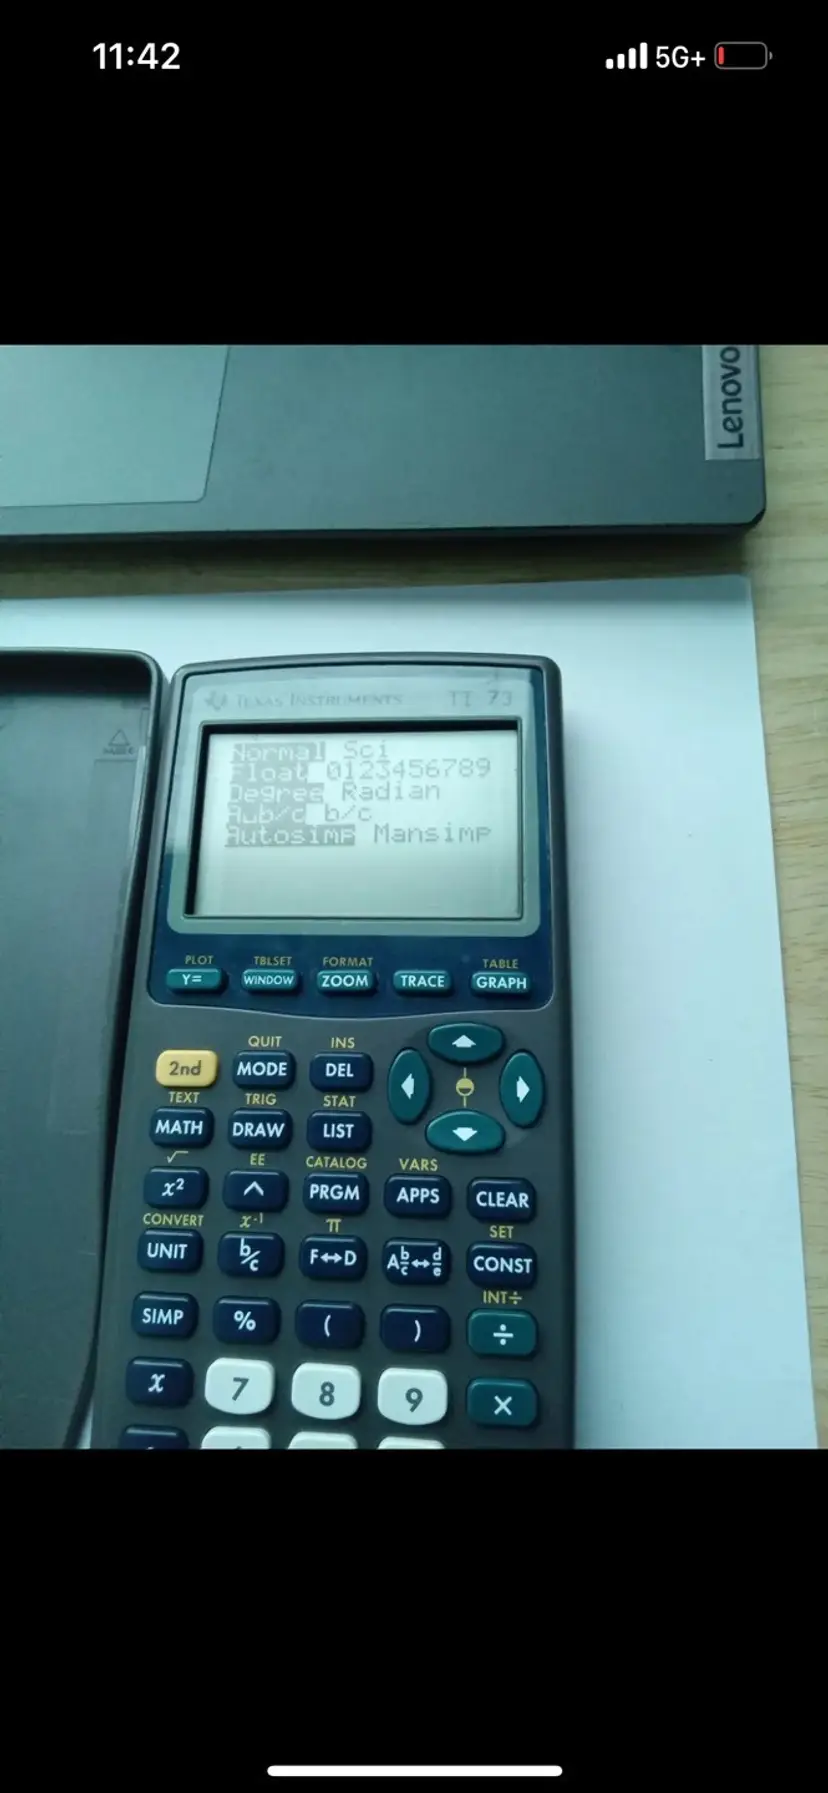 11:42
5G+
Lenovo
TEXAS INSTRUMENTS TI 73
Normal Sci
Float 0123456789
Degree Radian
Ab/c b/c
Autosimp Mansimp
PLOT TBLSET FORMAT TABLE
Y= WINDOW ZOOM TRACE GRAPH
QUIT INS
2nd MODE DEL
TEXT TRIG STAT
MATH DRAW LIST
√ EE CATALOG VARS
x² ^ PRGM APPS CLEAR
CONVERT x⁻¹ π SET
UNIT b/c F↔D A b/c↔d/e CONST
INT÷
SIMP % ( ) ÷
x 7 8 9 ×